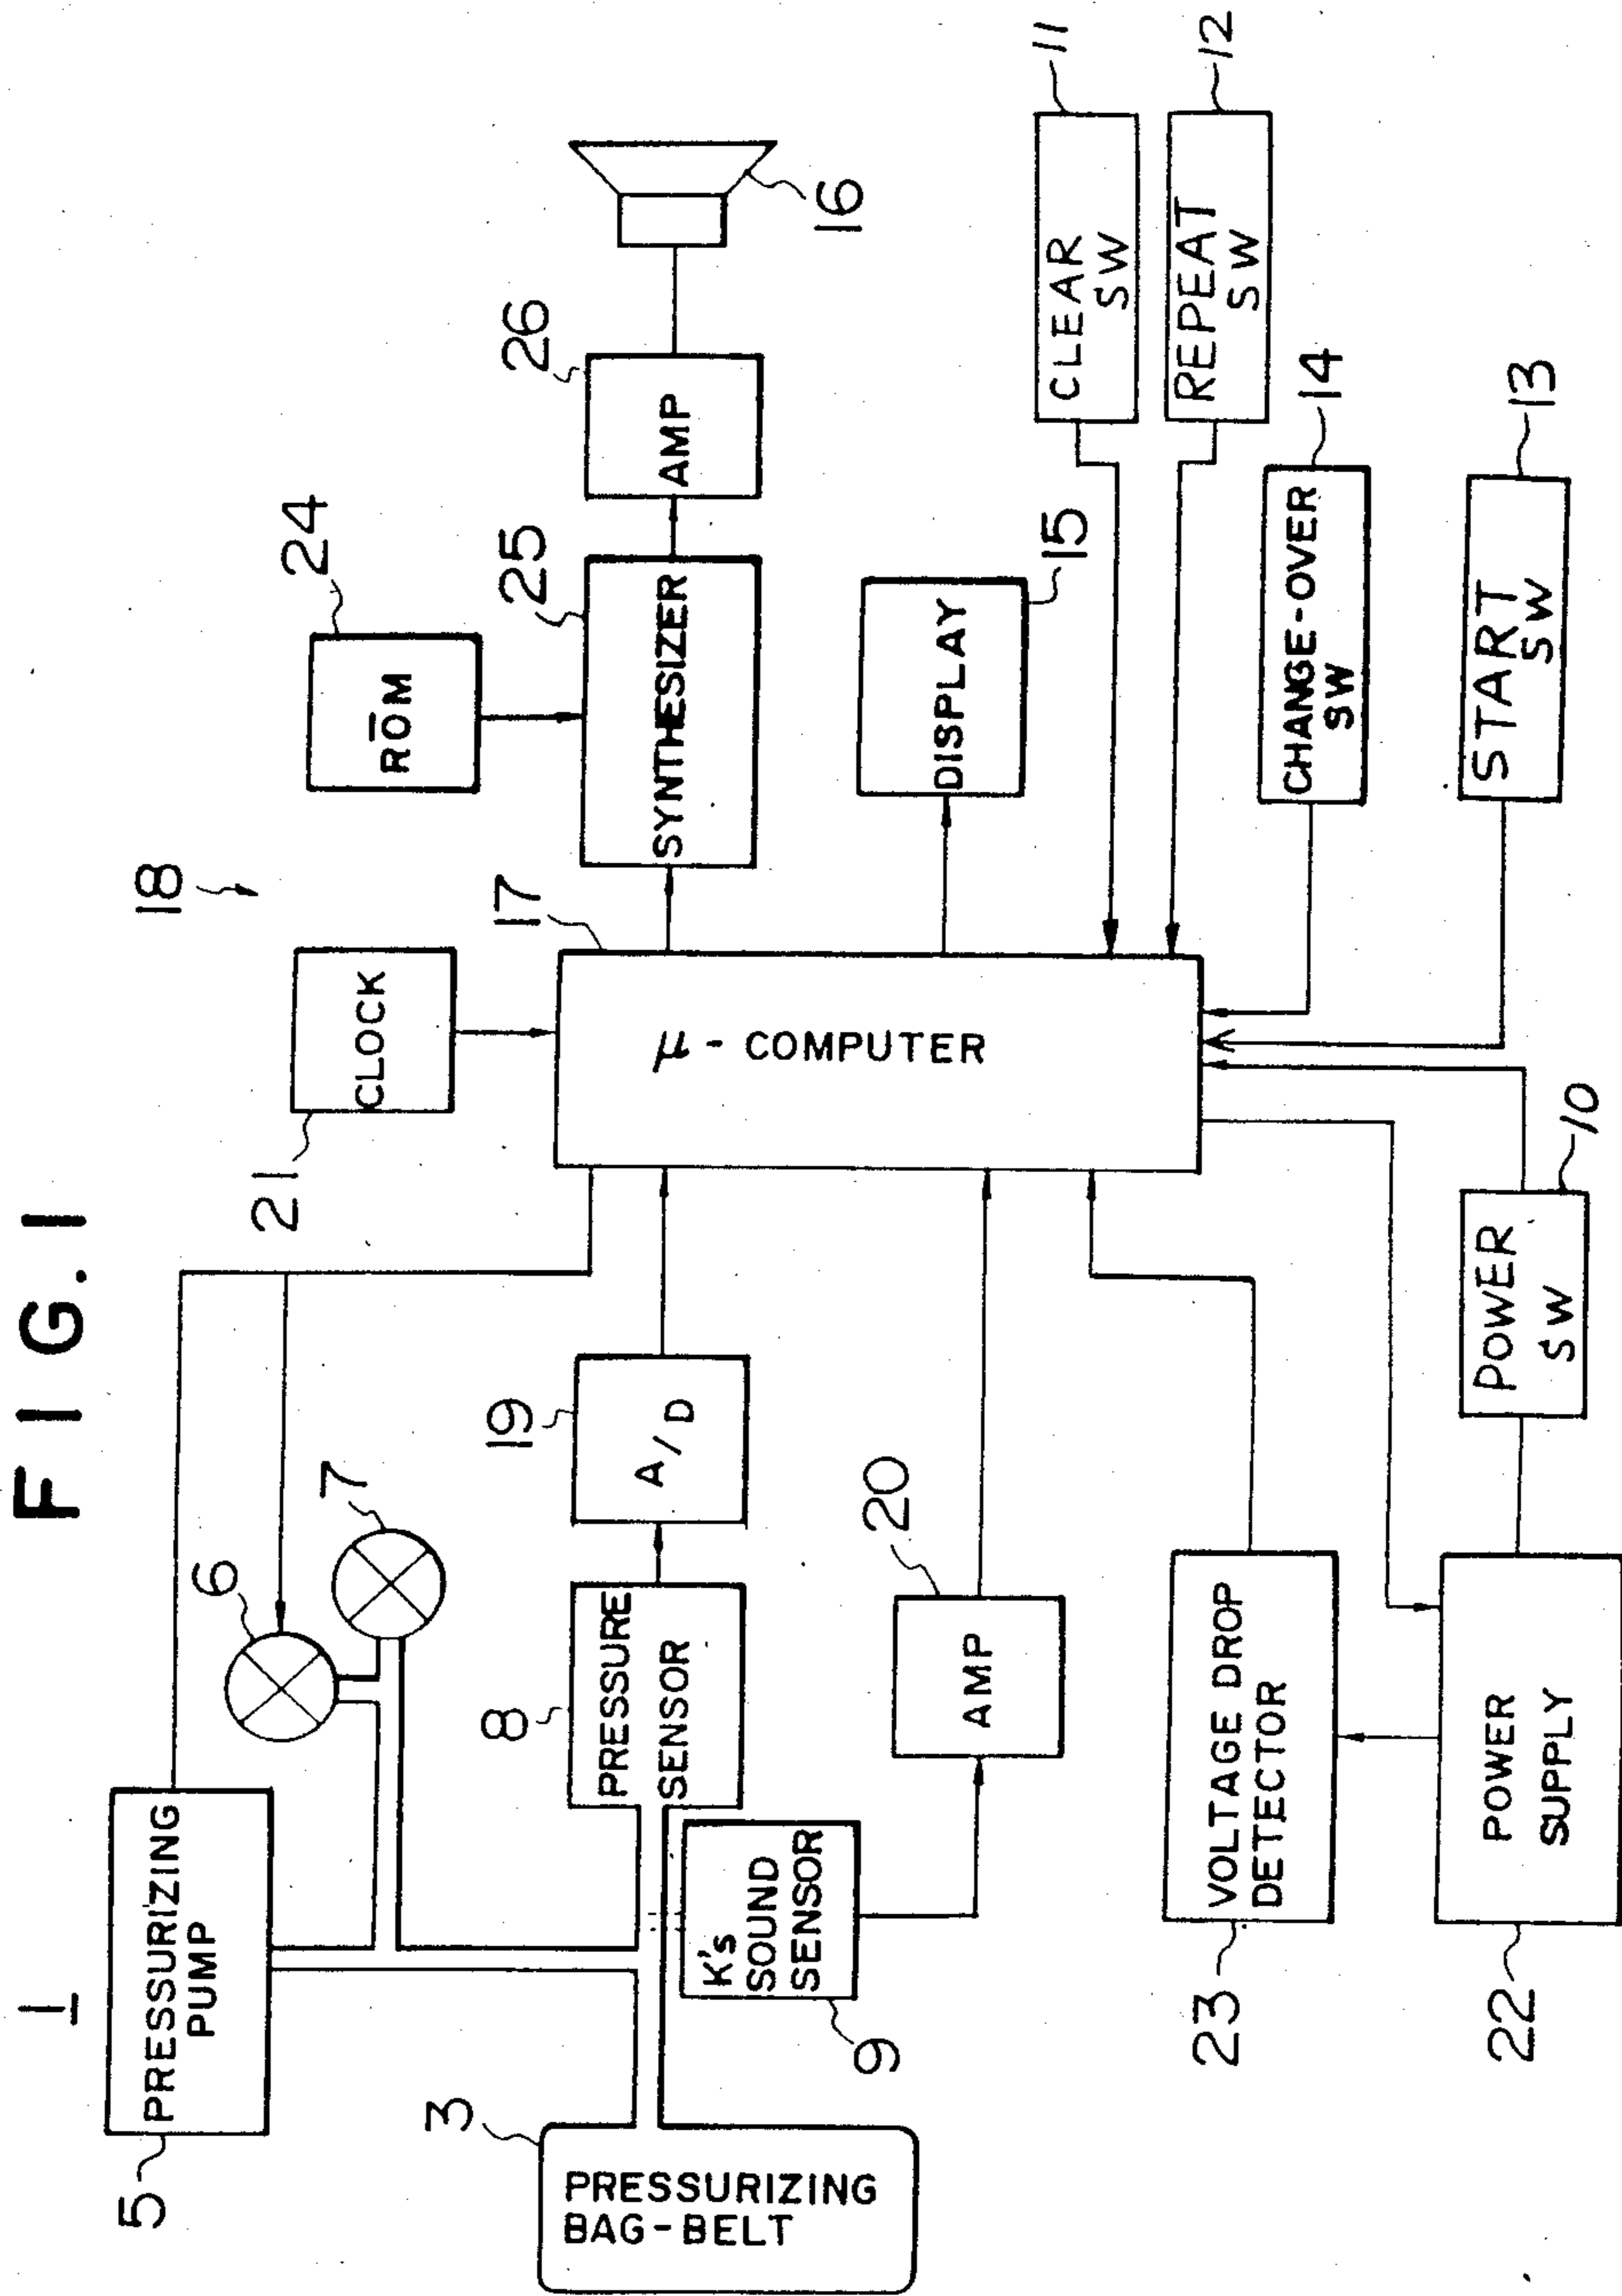 FIG.1
1
18
5
PRESSURIZING
PUMP
6
7
21
CLOCK
24
RŌM
3
PRESSURIZING
BAG-BELT
8
PRESSURE
SENSOR
19
A/D
17
μ - COMPUTER
25
SYNTHESIZER
26
AMP
16
K's
SOUND
SENSOR
9
20
AMP
DISPLAY
15
CLEAR
SW
11
REPEAT
SW
12
23
VOLTAGE DROP
DETECTOR
CHANGE-OVER
SW
14
22
POWER
SUPPLY
POWER
SW
10
START
SW
13